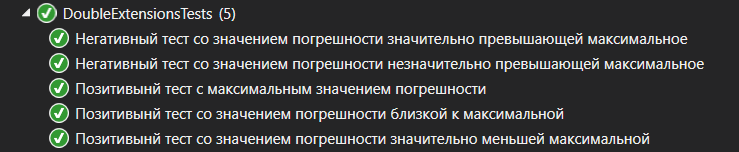 DoubleExtensionsTests (5)
Негативный тест со значением погрешности значительно превышающей максимальное
Негативный тест со значением погрешности незначительно превышающей максимальное
Позитивынй тест с максимальным значением погрешности
Позитивынй тест со значением погрешности близкой к максимальной
Позитивынй тест со значением погрешности значительно меньшей максимальной